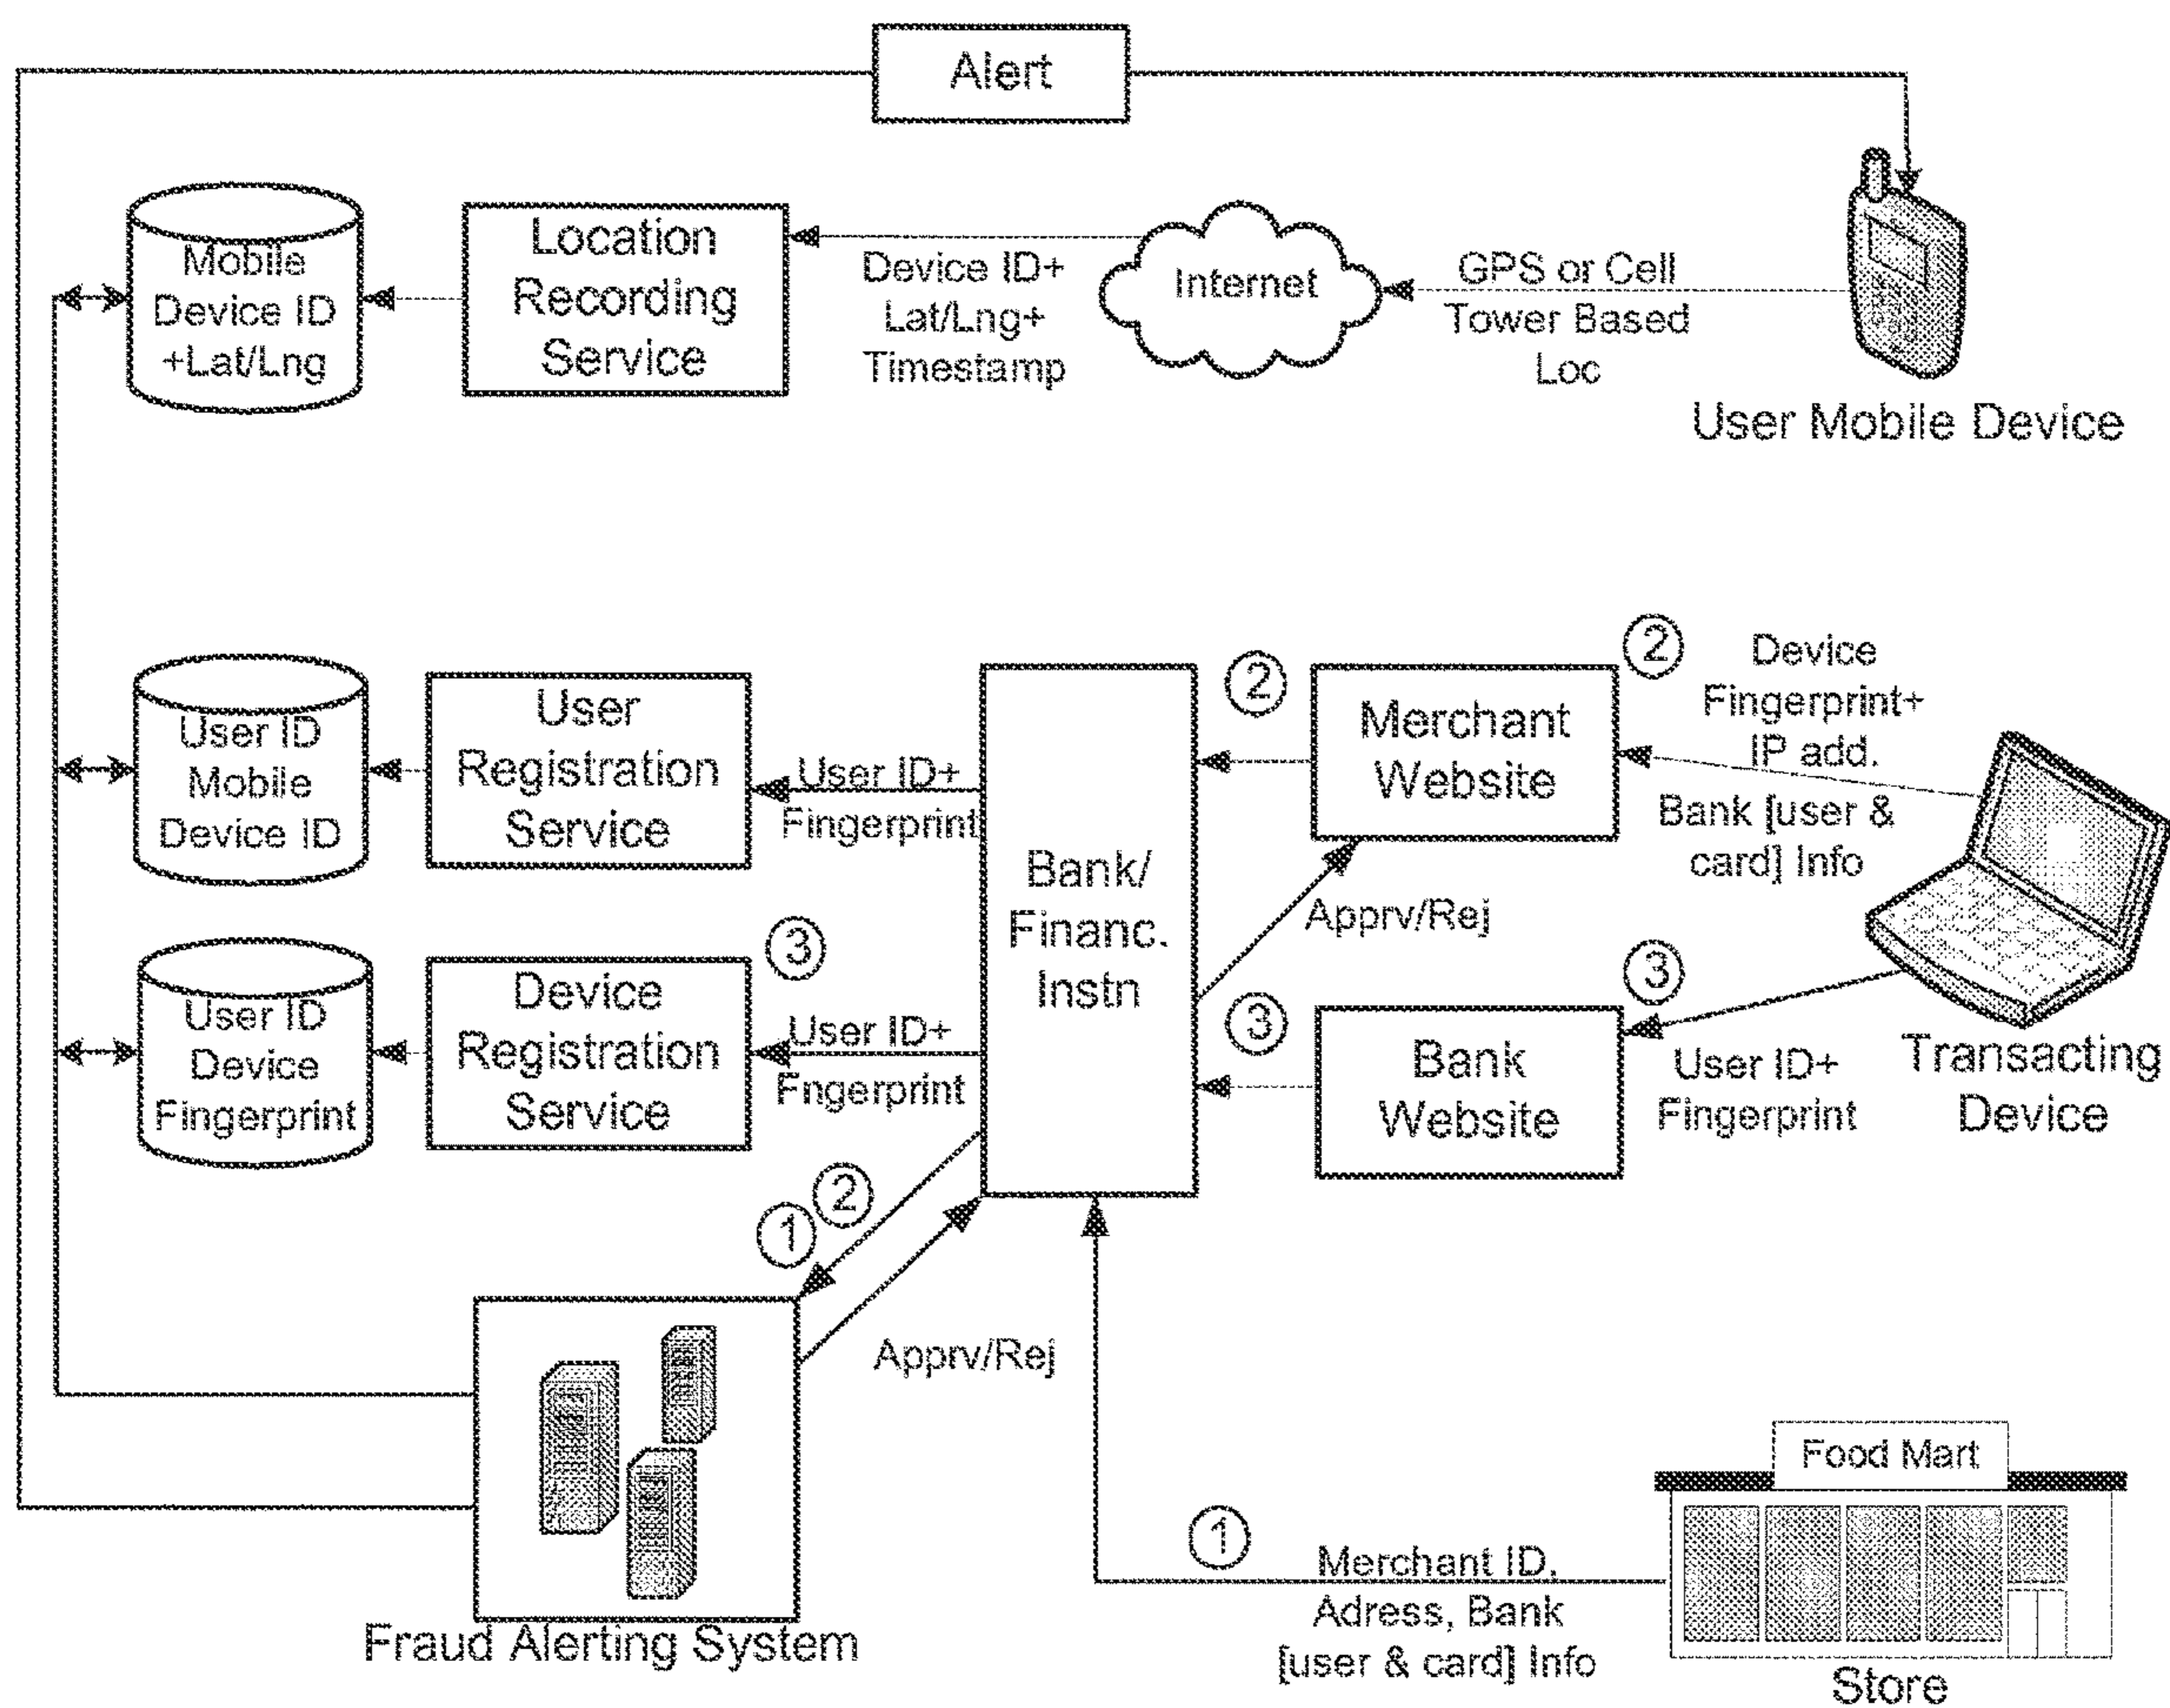 Alert
Mobile
Device ID
+Lat/Lng
Location
Recording
Service
Device ID+
Lat/Lng+
Timestamp
Internet
GPS or Cell
Tower Based
Loc
User Mobile Device
User ID
Mobile
Device ID
User
Registration
Service
User ID+
Fingerprint
Bank/
Financ.
Instn
2
Merchant
Website
2
Device
Fingerprint+
IP add.
Bank [user &
card] Info
Apprv/Rej
User ID
Device
Fingerprint
Device
Registration
Service
3
User ID+
Fngerprint
3
Bank
Website
3
User ID+
Fingerprint
Transacting
Device
1
2
Apprv/Rej
Fraud Alerting System
1
Merchant ID,
Adress, Bank
[user & card] Info
Food Mart
Store